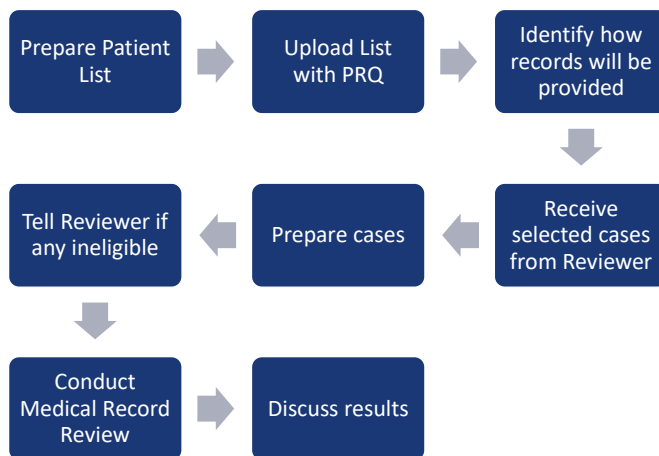 Prepare Patient
List
Upload List
with PRQ
Identify how
records will be
provided
Receive
selected cases
from Reviewer
Prepare cases
Tell Reviewer if
any ineligible
Conduct
Medical Record
Review
Discuss results